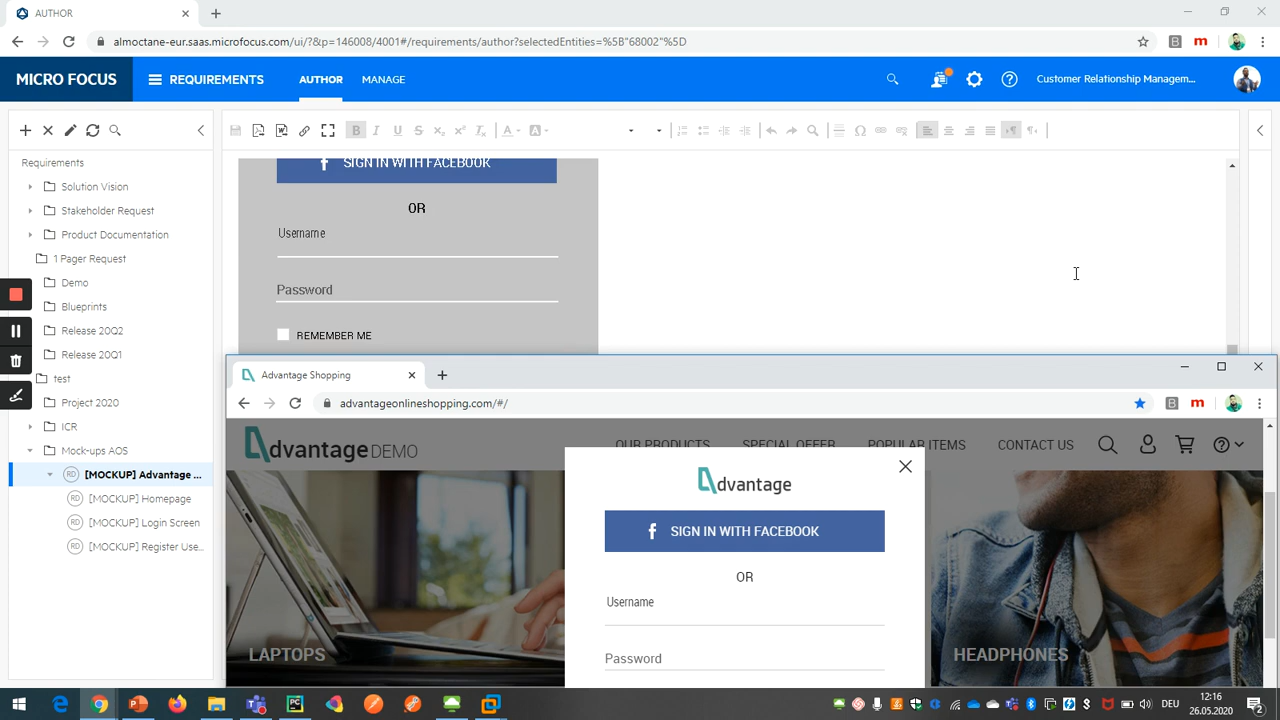 AUTHOR
almoctane-eur.saas.microfocus.com/ui/?&p=146008/4001#/requirements/author?selectedEntities=%5B"68002"%5D
MICRO FOCUS
REQUIREMENTS
AUTHOR
MANAGE
Customer Relationship Managem...
Requirements
Solution Vision
Stakeholder Request
Product Documentation
1 Pager Request
Demo
Blueprints
Release 20Q2
Release 20Q1
test
Project 2020
ICR
Mock-ups AOS
RD [MOCKUP] Advantage ...
RD [MOCKUP] Homepage
RD [MOCKUP] Login Screen
RD [MOCKUP] Register Use...
SIGN IN WITH FACEBOOK
OR
Username
Password
REMEMBER ME
Advantage Shopping
advantageonlineshopping.com/#/
dvantage DEMO
OUR PRODUCTS
SPECIAL OFFER
POPULAR ITEMS
CONTACT US
dvantage
f SIGN IN WITH FACEBOOK
OR
Username
Password
LAPTOPS
HEADPHONES
DEU
12:16
26.05.2020